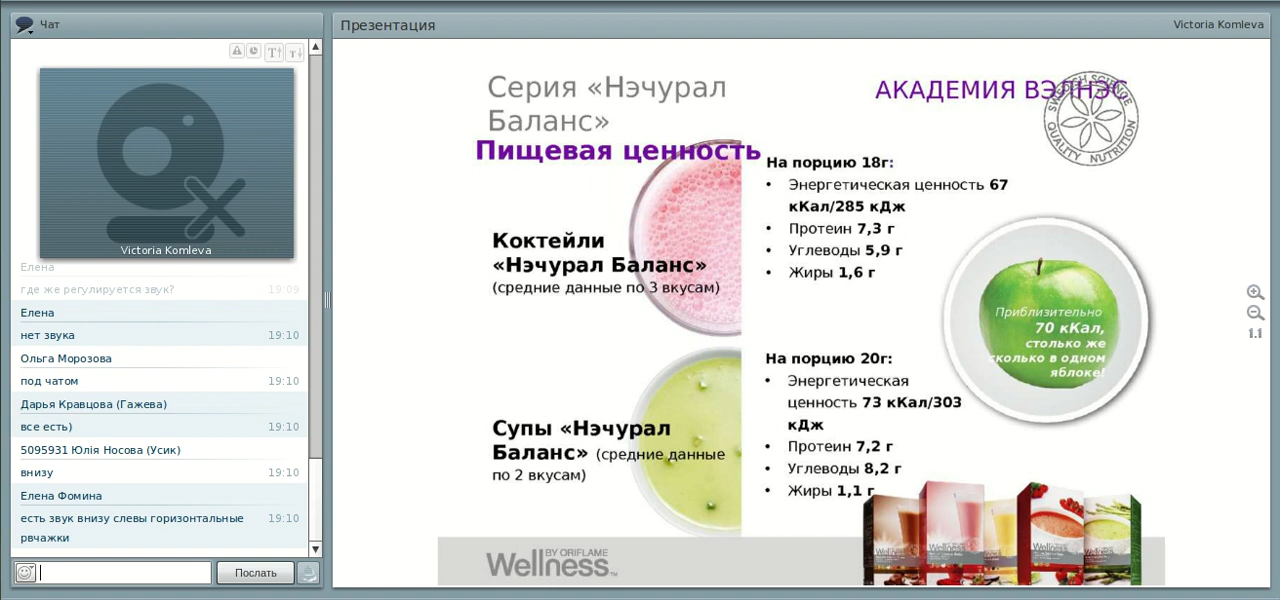 Чат
Victoria Komleva
Елена
где же регулируется звук? 19:09
Елена
нет звука 19:10
Ольга Морозова
под чатом 19:10
Дарья Кравцова (Гажева)
все есть) 19:10
5095931 Юлія Носова (Усик)
внизу 19:10
Елена Фомина
есть звук внизу слевы горизонтальные 19:10
рвчажки
Послать
Презентация
Victoria Komleva
Серия «Нэчурал
Баланс»
Пищевая ценность
АКАДЕМИЯ ВЭЛНЭС
SWEDISH SCIENCE
QUALITY NUTRITION
Коктейли
«Нэчурал Баланс»
(средние данные по 3 вкусам)
На порцию 18г:
• Энергетическая ценность 67
кКал/285 кДж
• Протеин 7,3 г
• Углеводы 5,9 г
• Жиры 1,6 г
Приблизительно
70 кКал,
столько же
сколько в одном
яблоке!
Супы «Нэчурал
Баланс» (средние данные
по 2 вкусам)
На порцию 20г:
• Энергетическая
ценность 73 кКал/303
кДж
• Протеин 7,2 г
• Углеводы 8,2 г
• Жиры 1,1 г
BY ORIFLAME
Wellness™
1.1